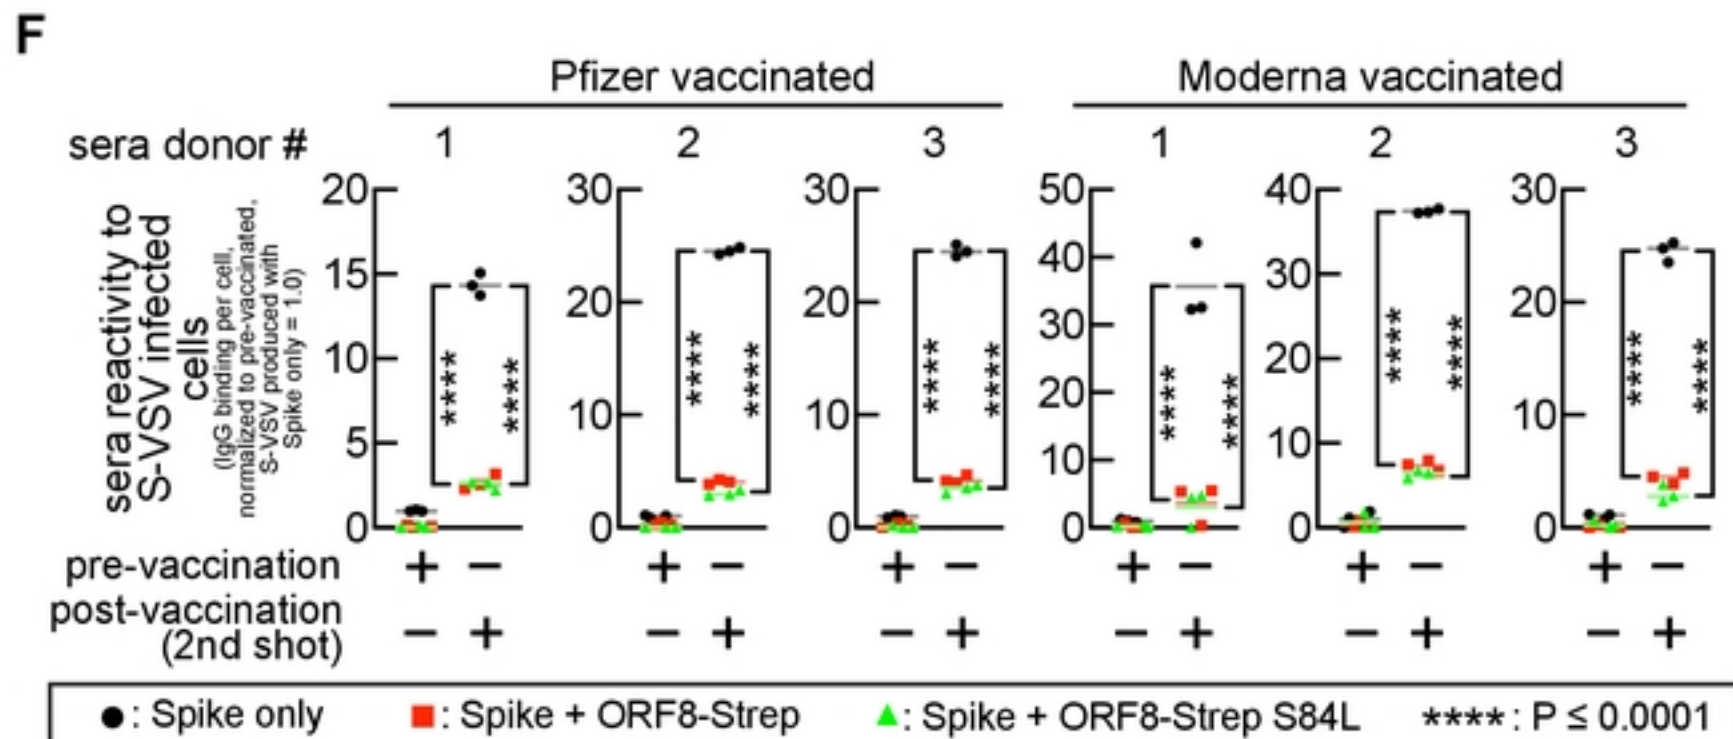 F
Pfizer vaccinated Moderna vaccinated
sera donor # 1 2 3 1 2 3
sera reactivity to
S-VSV infected
cells
(IgG binding per cell,
normalized to pre-vaccinated,
S-VSV produced with
Spike only = 1.0)
20 15 10 5 0
30 20 10 0
30 20 10 0
50 40 30 20 10 0
40 30 20 10 0
30 20 10 0
**** ****
**** ****
**** ****
**** ****
**** ****
**** ****
pre-vaccination + − + − + − + − + − + −
post-vaccination
(2nd shot) − + − + − + − + − + − +
: Spike only : Spike + ORF8-Strep : Spike + ORF8-Strep S84L ****: P ≤ 0.0001